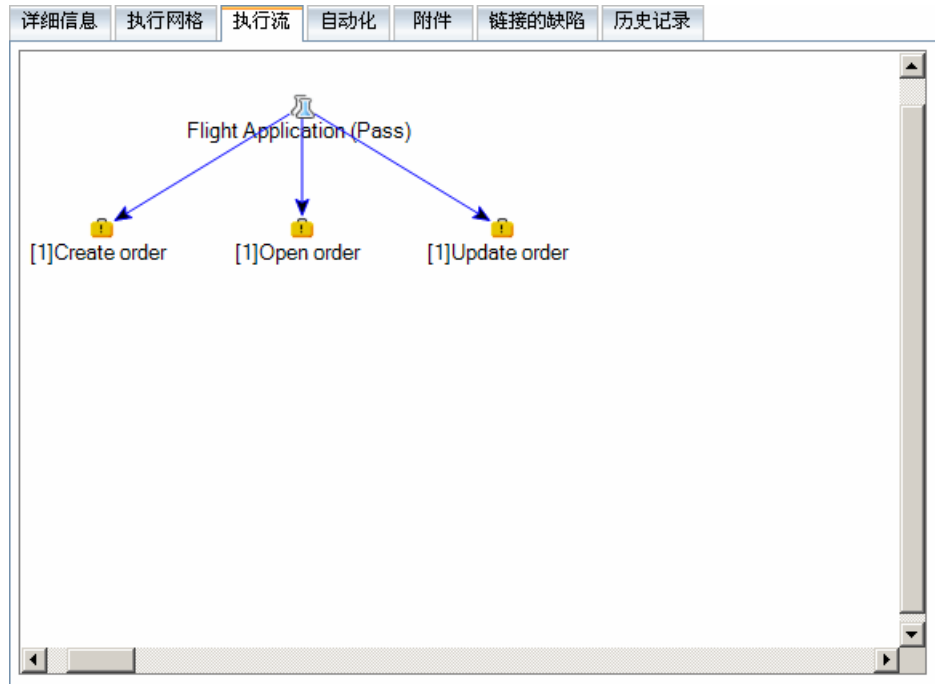 详细信息 执行网格 执行流 自动化 附件 链接的缺陷 历史记录
Flight Application (Pass)
[1]Create order [1]Open order [1]Update order